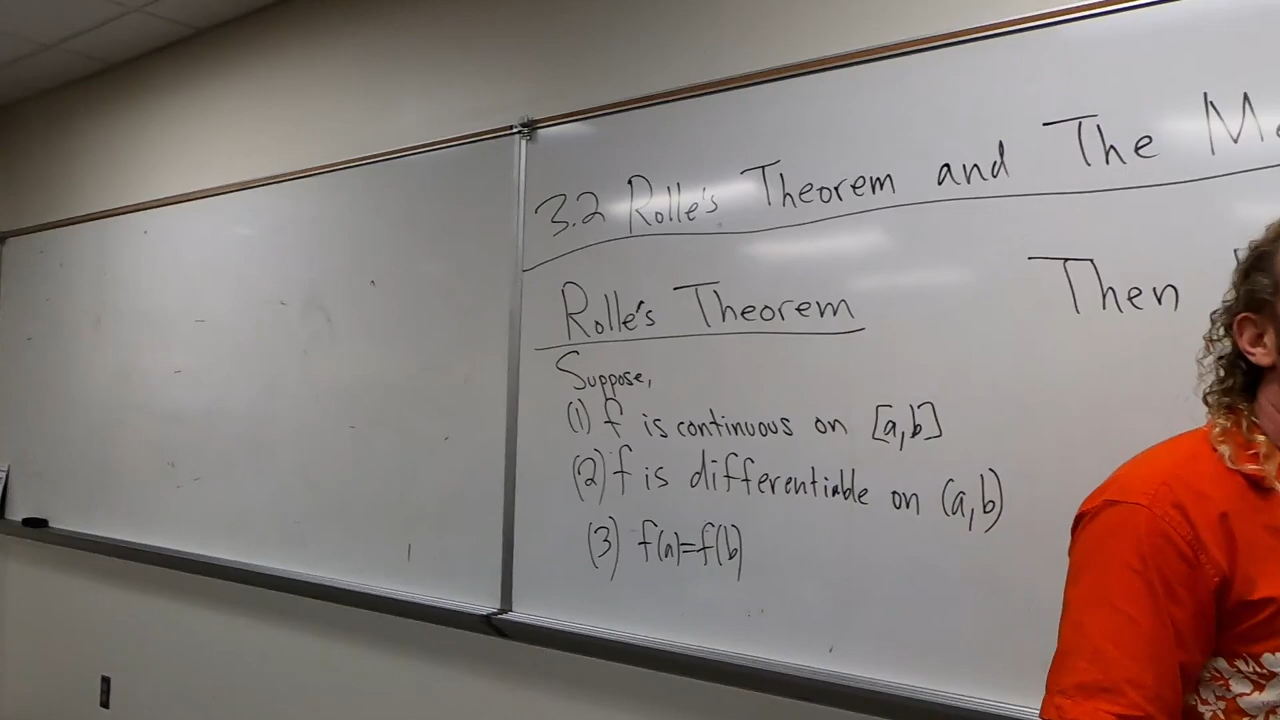 3.2 Rolle's Theorem and The
Rolle's Theorem
Suppose,
(1) f is continuous on [a,b]
(2) f is differentiable on (a,b)
(3) f(a)=f(b)
Then